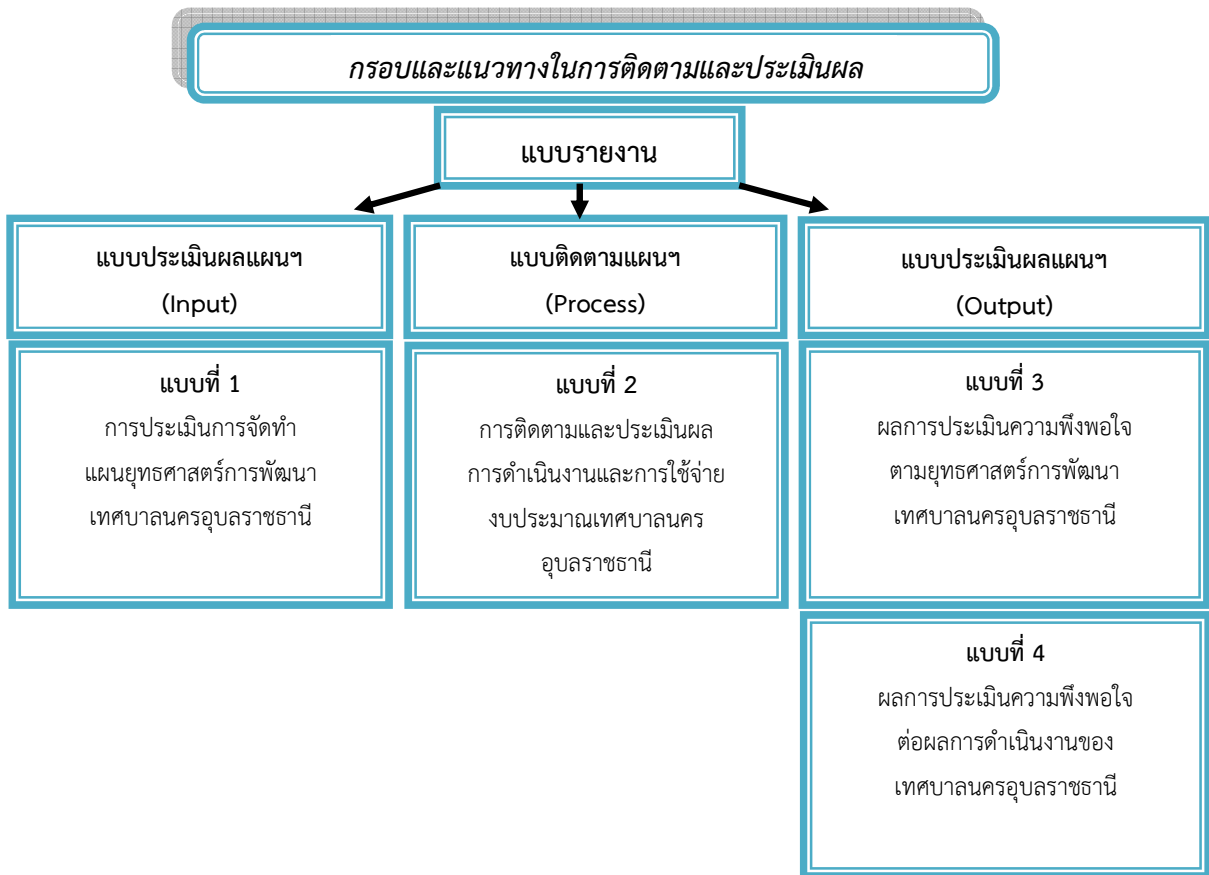 กรอบและแนวทางในการติดตามและประเมินผล
แบบรายงาน
แบบประเมินผลแผนฯ
(Input)
แบบติดตามแผนฯ
(Process)
แบบประเมินผลแผนฯ
(Output)
แบบที่ 1
การประเมินการจัดทำ
แผนยุทธศาสตร์การพัฒนา
เทศบาลนครอุบลราชธานี
แบบที่ 2
การติดตามและประเมินผล
การดำเนินงานและการใช้จ่าย
งบประมาณเทศบาลนคร
อุบลราชธานี
แบบที่ 3
ผลการประเมินความพึงพอใจ
ตามยุทธศาสตร์การพัฒนา
เทศบาลนครอุบลราชธานี
แบบที่ 4
ผลการประเมินความพึงพอใจ
ต่อผลการดำเนินงานของ
เทศบาลนครอุบลราชธานี